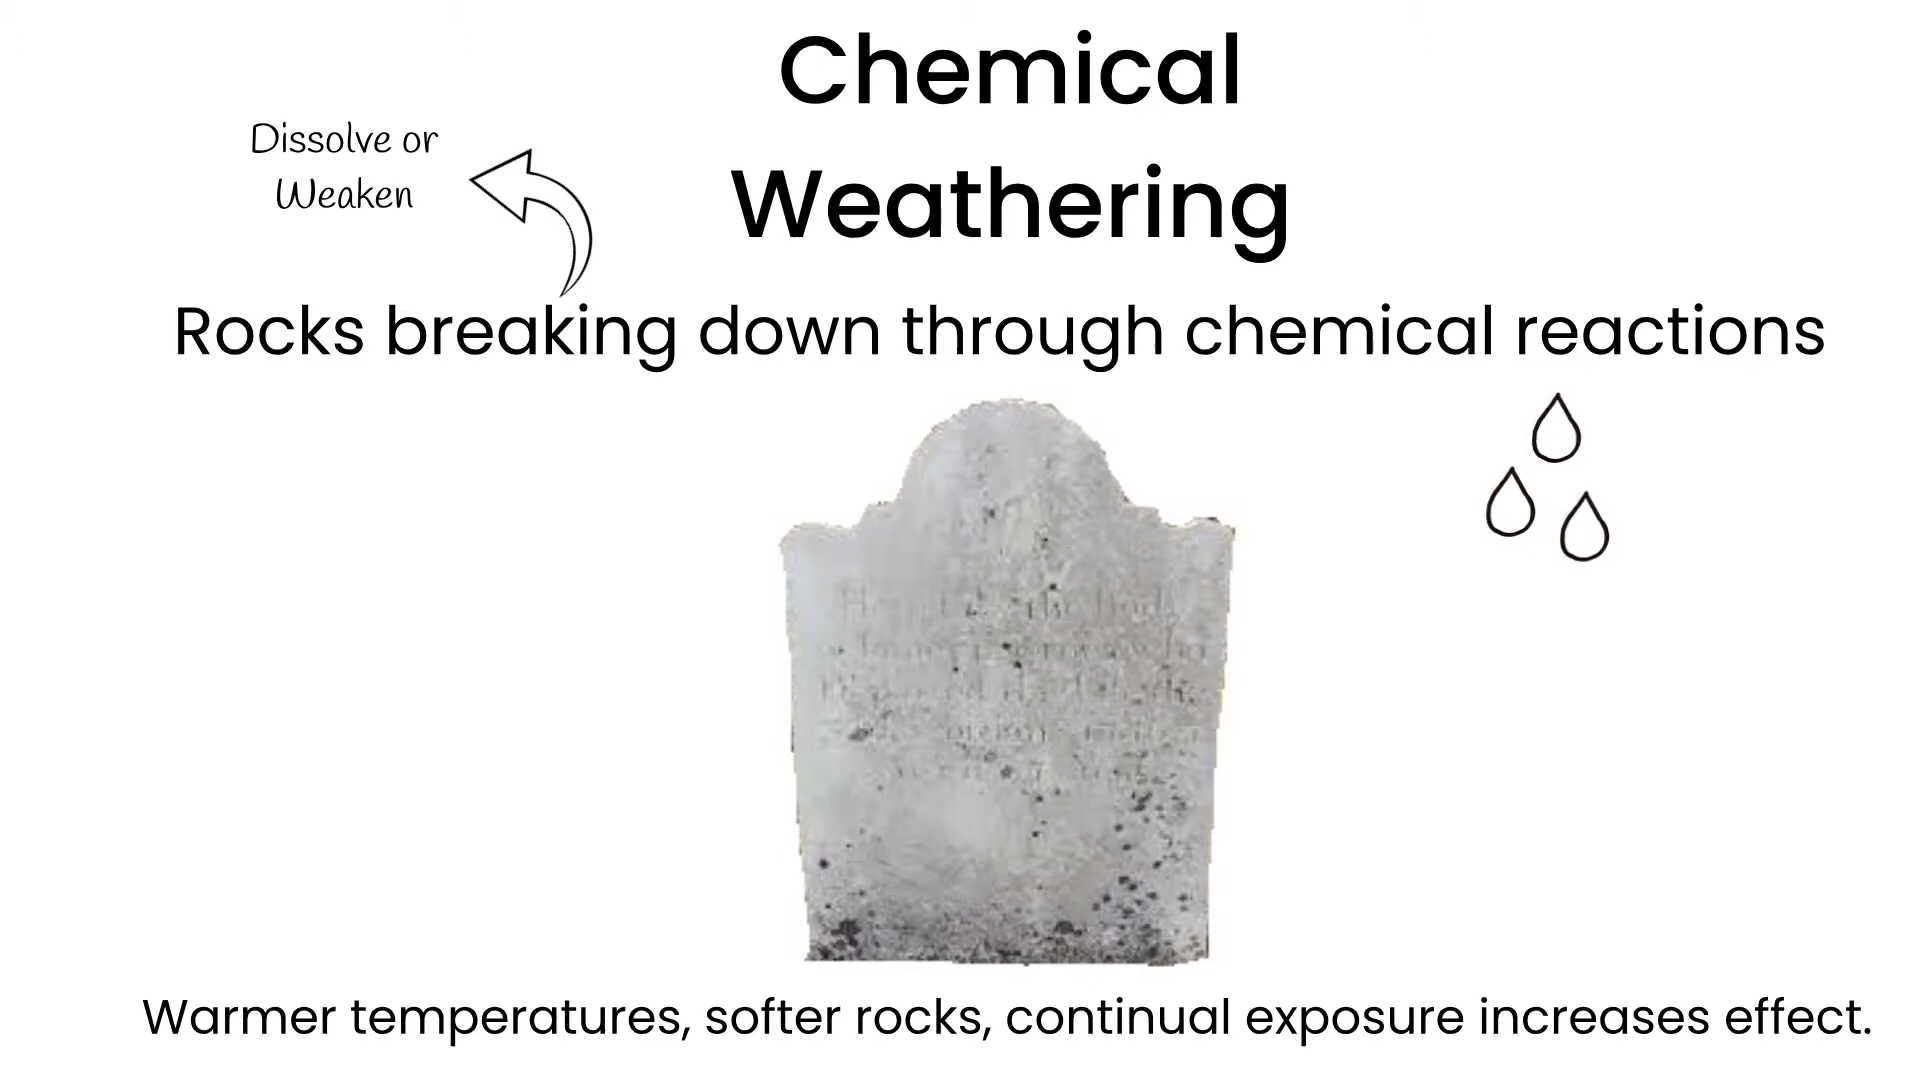 Chemical
Weathering
Dissolve or
Weaken
Rocks breaking down through chemical reactions
Warmer temperatures, softer rocks, continual exposure increases effect.